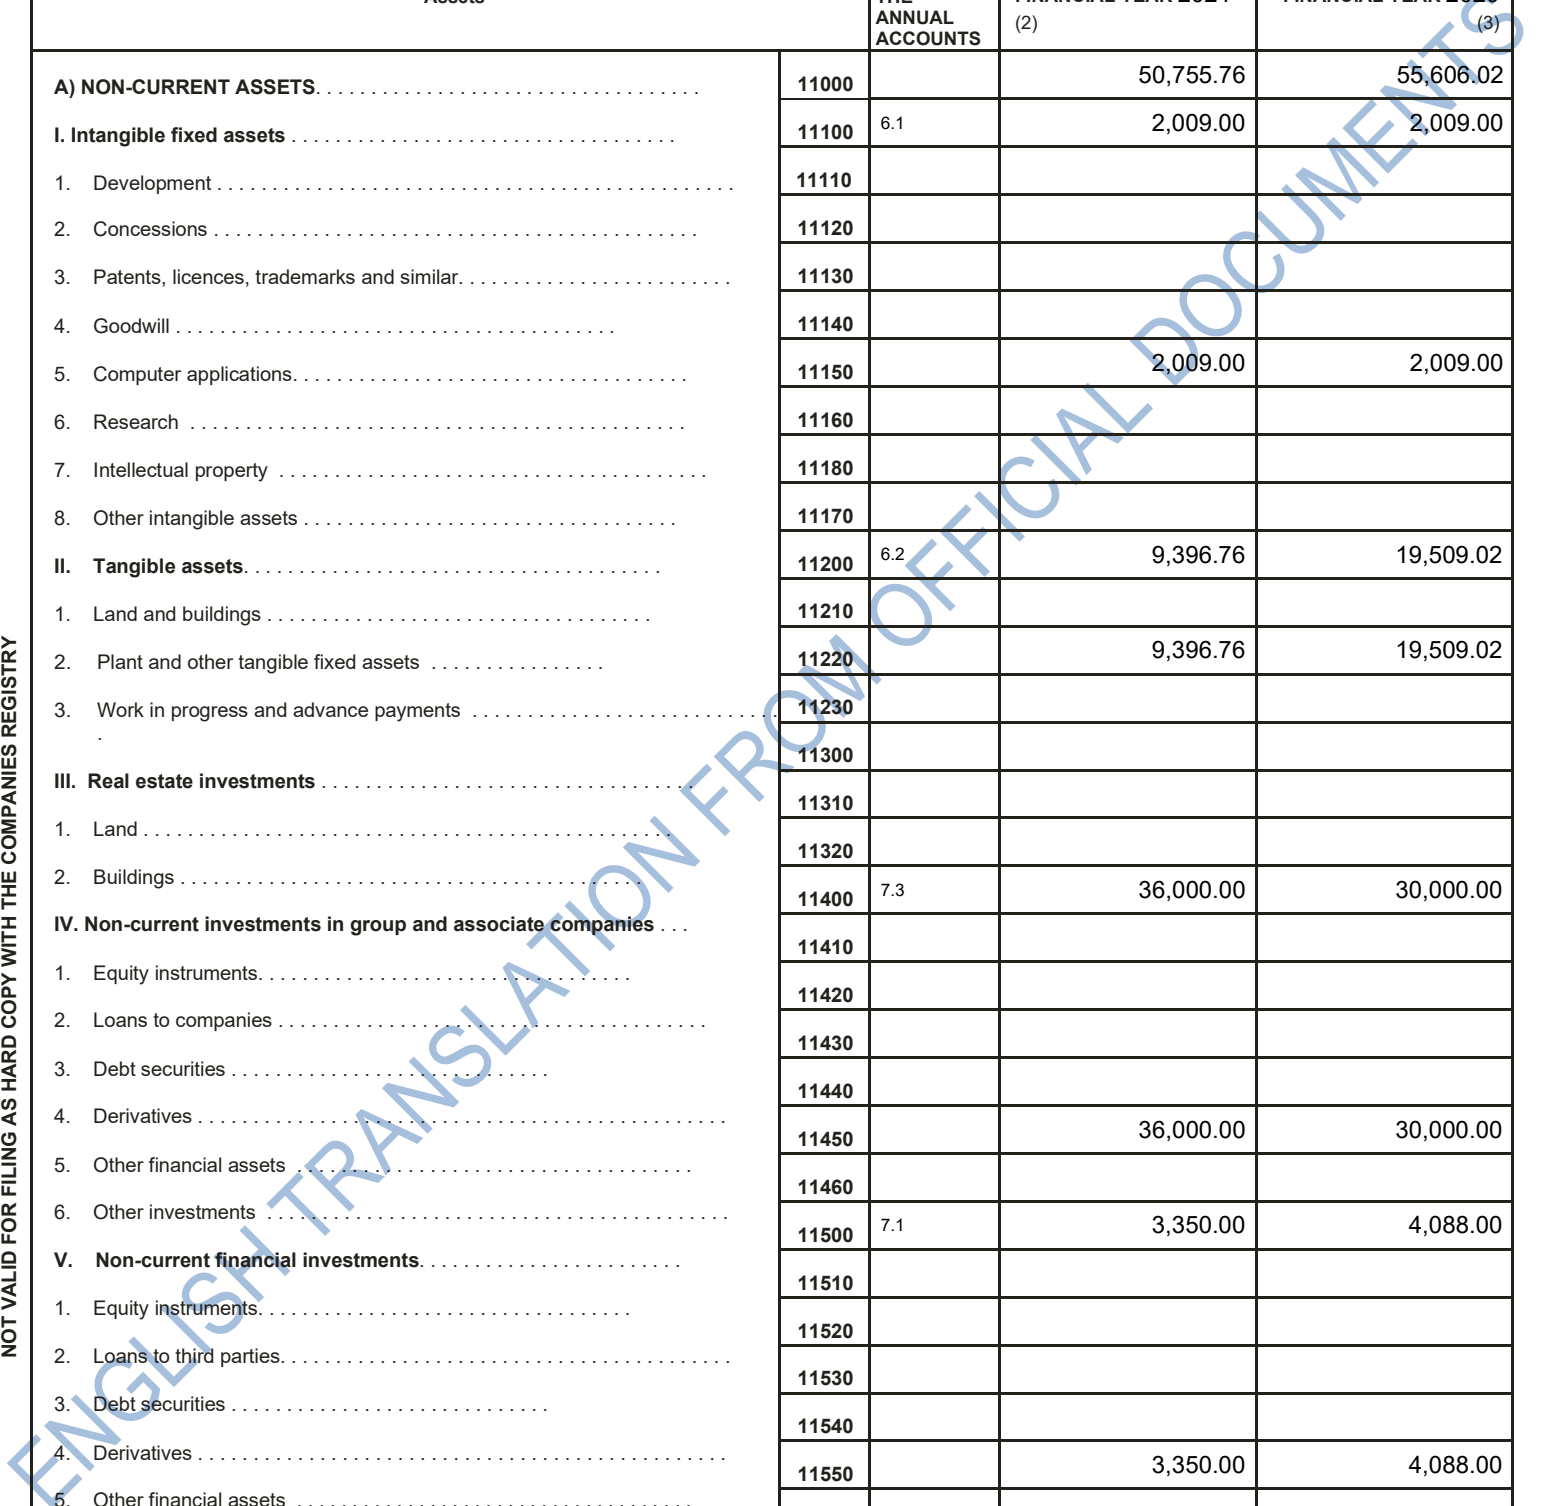 ANNUAL
ACCOUNTS
(2)
(3)
A) NON-CURRENT ASSETS. . . . . . . . . . . . . . . . . . . . . . . . . . . . . . . . . . . 11000 50,755.76 55,606.02
I. Intangible fixed assets . . . . . . . . . . . . . . . . . . . . . . . . . . . . . . . . . . . 11100 6.1 2,009.00 2,009.00
1. Development . . . . . . . . . . . . . . . . . . . . . . . . . . . . . . . . . . . . . . . . . . . . . . . 11110
2. Concessions . . . . . . . . . . . . . . . . . . . . . . . . . . . . . . . . . . . . . . . . . . . . 11120
3. Patents, licences, trademarks and similar. . . . . . . . . . . . . . . . . . . . . . . . . 11130
4. Goodwill . . . . . . . . . . . . . . . . . . . . . . . . . . . . . . . . . . . . . . . . 11140
5. Computer applications. . . . . . . . . . . . . . . . . . . . . . . . . . . . . . . . . . . . 11150 2,009.00 2,009.00
6. Research . . . . . . . . . . . . . . . . . . . . . . . . . . . . . . . . . . . . . . . . . . . . . 11160
7. Intellectual property . . . . . . . . . . . . . . . . . . . . . . . . . . . . . . . . . . . . . . . 11180
8. Other intangible assets . . . . . . . . . . . . . . . . . . . . . . . . . . . . . . . . . . 11170
II. Tangible assets. . . . . . . . . . . . . . . . . . . . . . . . . . . . . . . . . . . . . . 11200 6.2 9,396.76 19,509.02
1. Land and buildings . . . . . . . . . . . . . . . . . . . . . . . . . . . . . . . . . . . 11210
2. Plant and other tangible fixed assets . . . . . . . . . . . . . . . . 11220 9,396.76 19,509.02
3. Work in progress and advance payments . . . . . . . . . . . . . . . . . . . . . . . . . . . . 11230
.
11300
III. Real estate investments . . . . . . . . . . . . . . . . . . . . . . . . . . . . . . . . . .
11310
1. Land . . . . . . . . . . . . . . . . . . . . . . . . . . . . . . . . . . . . . . . . . . . . . . . .
11320
2. Buildings . . . . . . . . . . . . . . . . . . . . . . . . . . . . . . . . . . . . . . . . . .
11400 7.3 36,000.00 30,000.00
IV. Non-current investments in group and associate companies . . .
11410
1. Equity instruments. . . . . . . . . . . . . . . . . . . . . . . . . . . . . . . . . .
11420
2. Loans to companies . . . . . . . . . . . . . . . . . . . . . . . . . . . . . . . . . . . . . . .
11430
3. Debt securities . . . . . . . . . . . . . . . . . . . . . . . . . . . . .
11440
4. Derivatives . . . . . . . . . . . . . . . . . . . . . . . . . . . . . . . . . . . . . . . . . . . . . . . .
11450 36,000.00 30,000.00
5. Other financial assets . . . . . . . . . . . . . . . . . . . . . . . . . . . . . . . . . . . .
11460
6. Other investments . . . . . . . . . . . . . . . . . . . . . . . . . . . . . . . . . . . . . . . . . .
11500 7.1 3,350.00 4,088.00
V. Non-current financial investments. . . . . . . . . . . . . . . . . . . . . . . .
11510
1. Equity instruments. . . . . . . . . . . . . . . . . . . . . . . . . . . . . . . . . .
11520
2. Loans to third parties. . . . . . . . . . . . . . . . . . . . . . . . . . . . . . . . . . . . . . . . .
11530
3. Debt securities . . . . . . . . . . . . . . . . . . . . . . . . . . . . .
11540
4. Derivatives . . . . . . . . . . . . . . . . . . . . . . . . . . . . . . . . . . . . . . . . . . . . . . . .
11550 3,350.00 4,088.00
5. Other financial assets . . . . . . . . . . . . . . . . . . . . . . . . . . . . . . . . . . . .
NOT VALID FOR FILING AS HARD COPY WITH THE COMPANIES REGISTRY
ENGLISH TRANSLATION FROM OFFICIAL DOCUMENTS